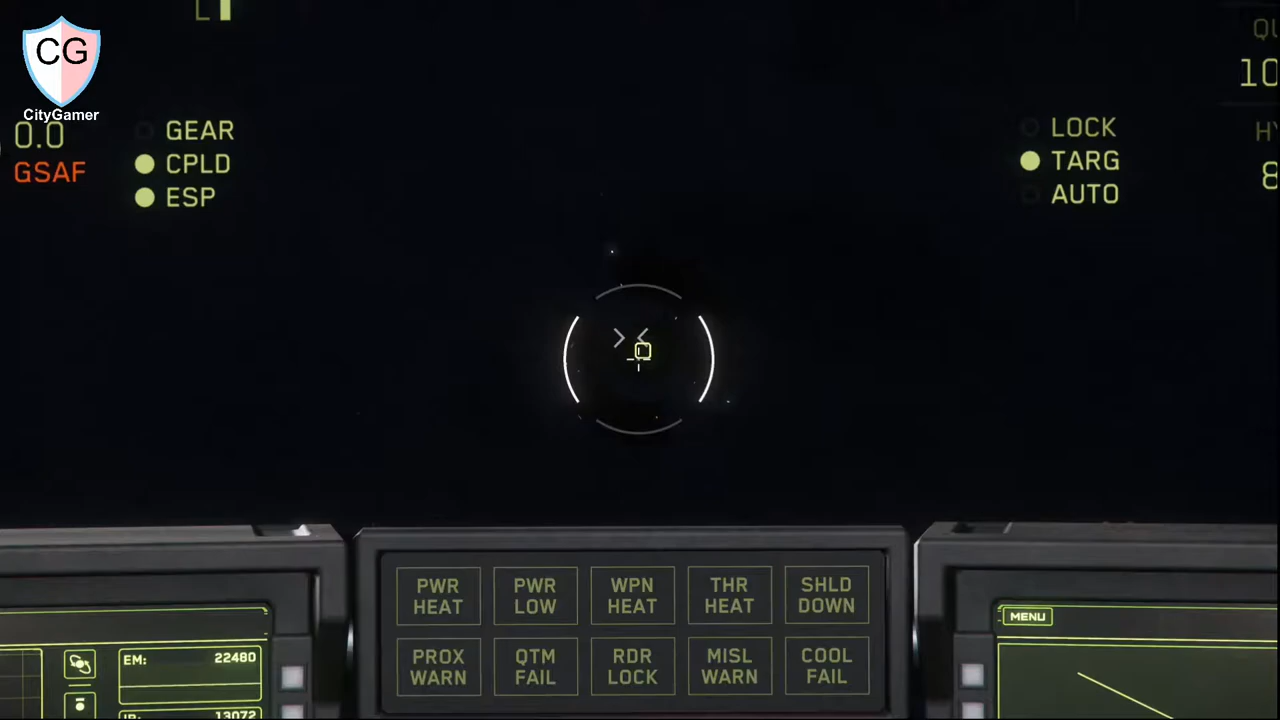 CG
CityGamer
0.0
GSAF
GEAR
CPLD
ESP
LOCK
TARG
AUTO
PWR
HEAT
PWR
LOW
WPN
HEAT
THR
HEAT
SHLD
DOWN
PROX
WARN
QTM
FAIL
RDR
LOCK
MISL
WARN
COOL
FAIL
EM: 22480
13072
MENU